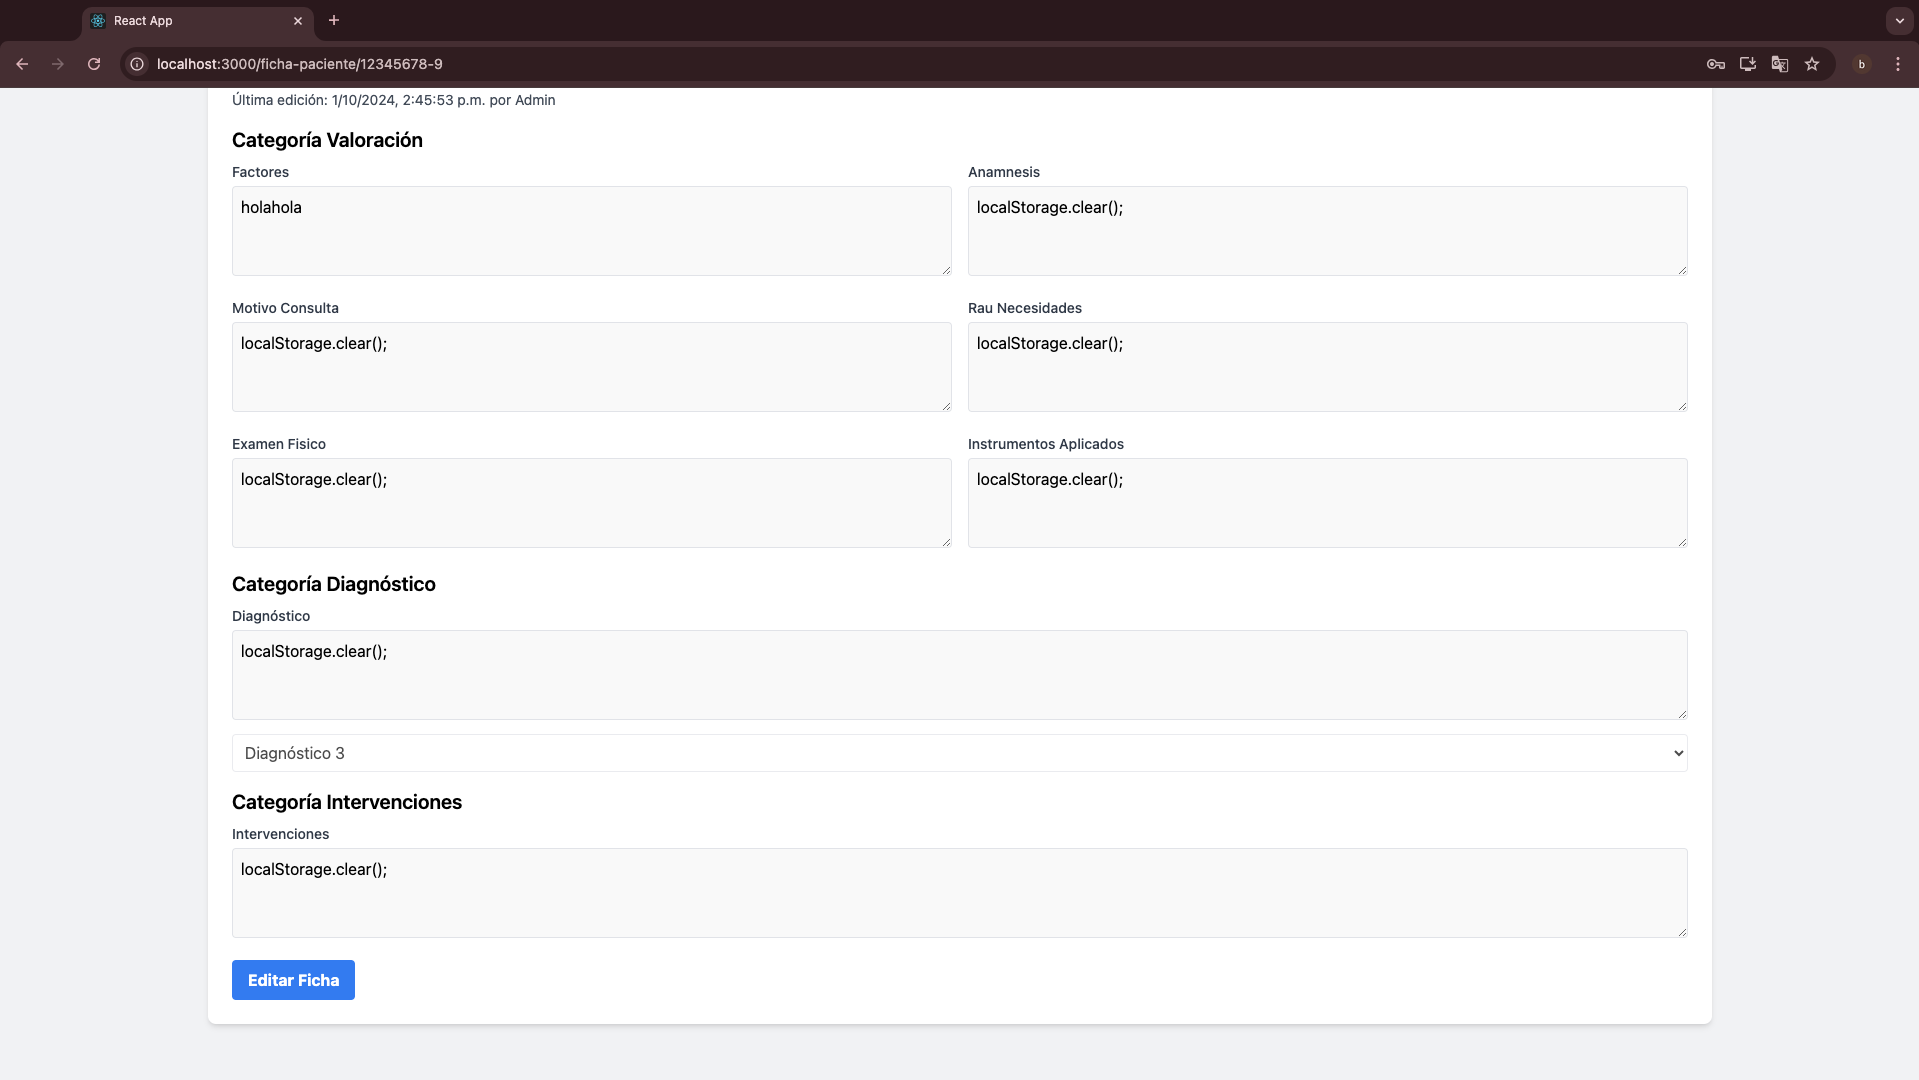 React App
localhost:3000/ficha-paciente/12345678-9
b
Última edición: 1/10/2024, 2:45:53 p.m. por Admin
Categoría Valoración
Factores
holahola
Anamnesis
localStorage.clear();
Motivo Consulta
localStorage.clear();
Rau Necesidades
localStorage.clear();
Examen Fisico
localStorage.clear();
Instrumentos Aplicados
localStorage.clear();
Categoría Diagnóstico
Diagnóstico
localStorage.clear();
Diagnóstico 3
Categoría Intervenciones
Intervenciones
localStorage.clear();
Editar Ficha